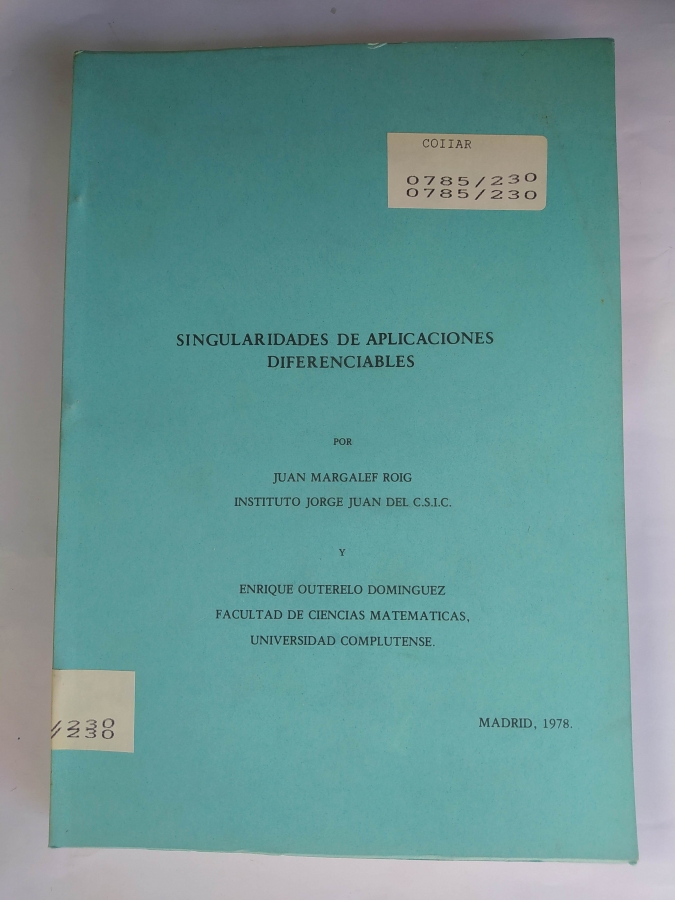 COIIAR
0785/230
0785/230
SINGULARIDADES DE APLICACIONES
DIFERENCIABLES
POR
JUAN MARGALEF ROIG
INSTITUTO JORGE JUAN DEL C.S.I.C.
Y
ENRIQUE OUTERELO DOMINGUEZ
FACULTAD DE CIENCIAS MATEMATICAS,
UNIVERSIDAD COMPLUTENSE.
MADRID, 1978.
/230
/230